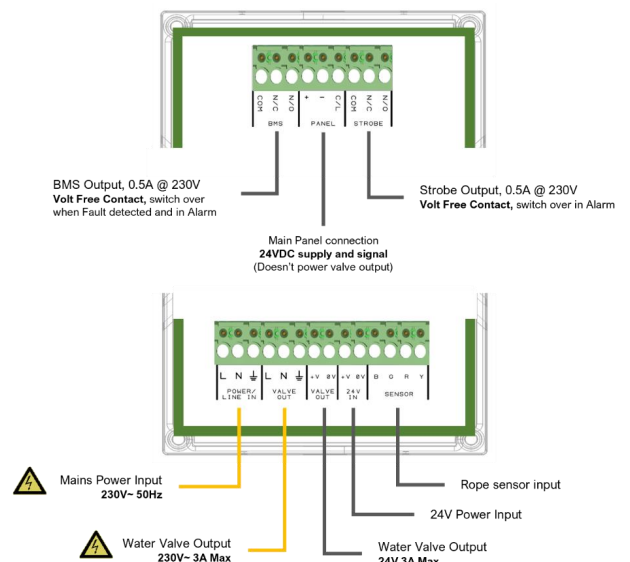 COM N/C N/O + - C/L COM N/C N/O
BMS PANEL STROBE
BMS Output, 0.5A @ 230V
Volt Free Contact, switch over
when Fault detected and in Alarm
Strobe Output, 0.5A @ 230V
Volt Free Contact, switch over in Alarm
Main Panel connection
24VDC supply and signal
(Doesn't power valve output)
L N L N +V 0V +V 0V B G R Y
POWER/ VALVE VALVE 24V SENSOR
LINE IN OUT OUT IN
Mains Power Input
230V~ 50Hz
Rope sensor input
24V Power Input
Water Valve Output
230V~ 3A Max
Water Valve Output
24V 3A Max